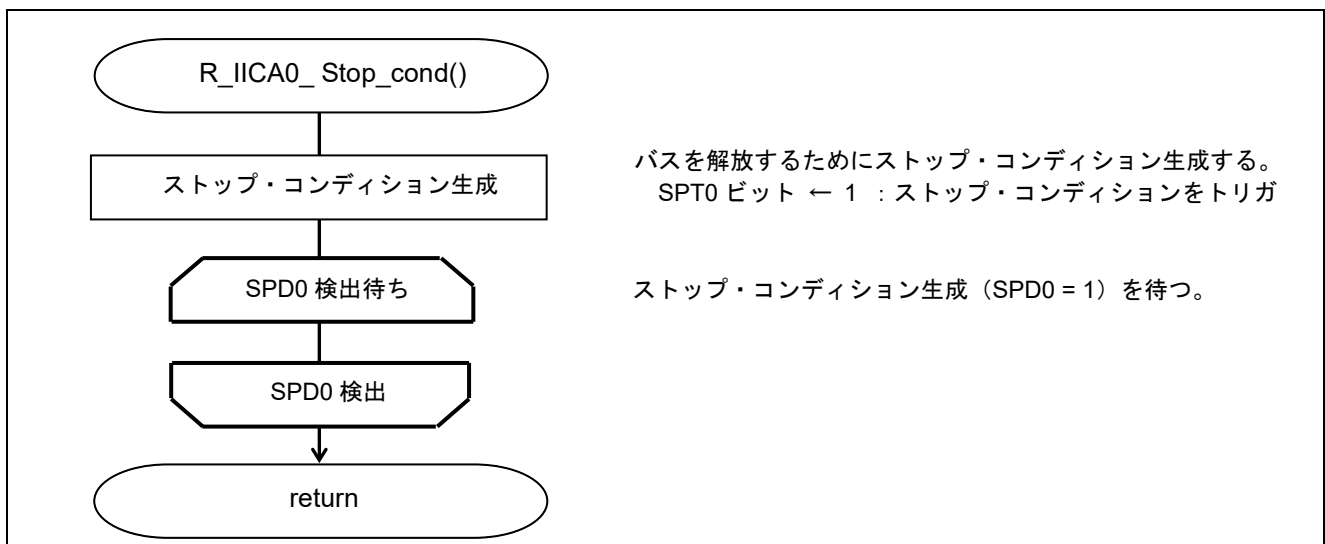 R_IICA0_ Stop_cond()
ストップ・コンディション生成
バスを解放するためにストップ・コンディション生成する。
SPT0 ビット ← 1 ：ストップ・コンディションをトリガ
SPD0 検出待ち
ストップ・コンディション生成（SPD0 = 1）を待つ。
SPD0 検出
return